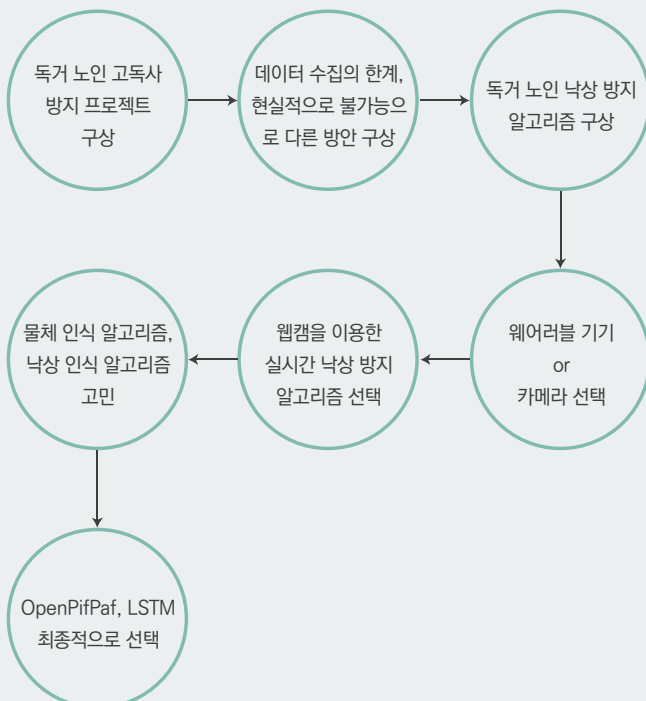 독거 노인 고독사
방지 프로젝트
구상
데이터 수집의 한계,
현실적으로 불가능으
로 다른 방안 구상
독거 노인 낙상 방지
알고리즘 구상
웨어러블 기기
or
카메라 선택
웹캠을 이용한
실시간 낙상 방지
알고리즘 선택
물체 인식 알고리즘,
낙상 인식 알고리즘
고민
OpenPifPaf, LSTM
최종적으로 선택